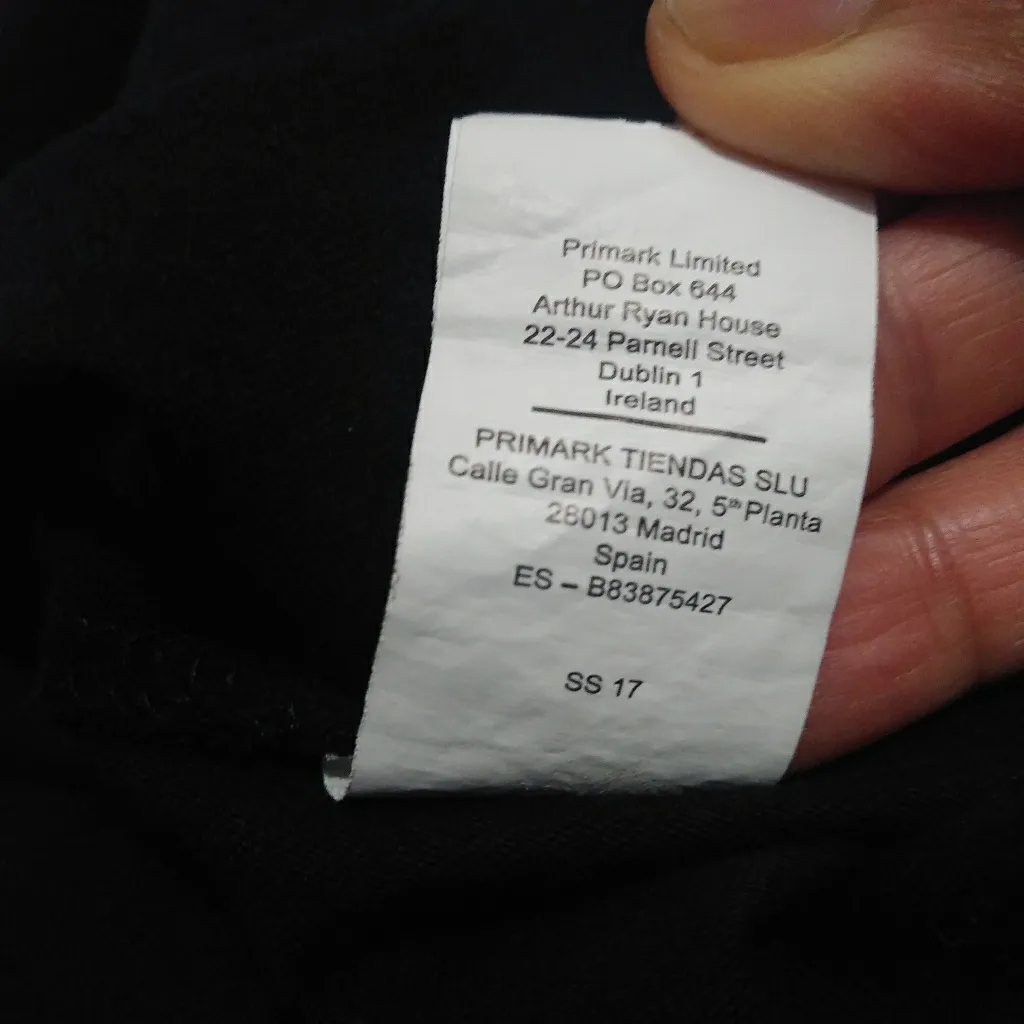 Primark Limited
PO Box 644
Arthur Ryan House
22-24 Parnell Street
Dublin 1
Ireland
PRIMARK TIENDAS SLU
Calle Gran Via, 32, 5th Planta
28013 Madrid
Spain
ES – B83875427
SS 17